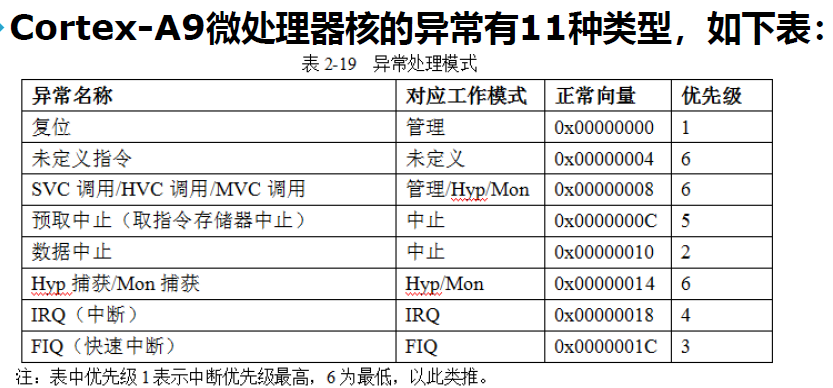 Cortex-A9微处理器核的异常有11种类型，如下表：
表 2-19 异常处理模式
异常名称 对应工作模式 正常向量 优先级
复位 管理 0x00000000 1
未定义指令 未定义 0x00000004 6
SVC 调用/HVC 调用/MVC 调用 管理/Hyp/Mon 0x00000008 6
预取中止（取指令存储器中止） 中止 0x0000000C 5
数据中止 中止 0x00000010 2
Hyp 捕获/Mon 捕获 Hyp/Mon 0x00000014 6
IRQ（中断） IRQ 0x00000018 4
FIQ（快速中断） FIQ 0x0000001C 3
注：表中优先级 1 表示中断优先级最高，6 为最低，以此类推。